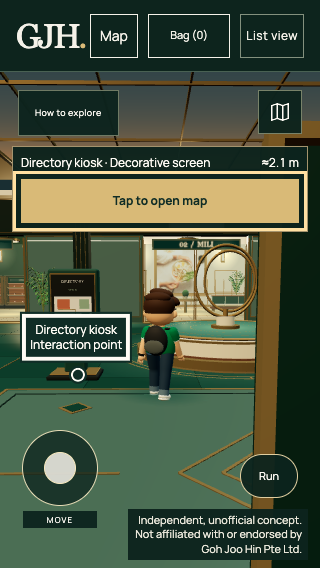 GJH.
Map
Bag (0)
List view
How to explore
Directory kiosk · Decorative screen
≈2.1 m
Tap to open map
02 / MILI
DIRECTORY
Directory kiosk
Interaction point
MOVE
Run
Independent, unofficial concept.
Not affiliated with or endorsed by
Goh Joo Hin Pte Ltd.